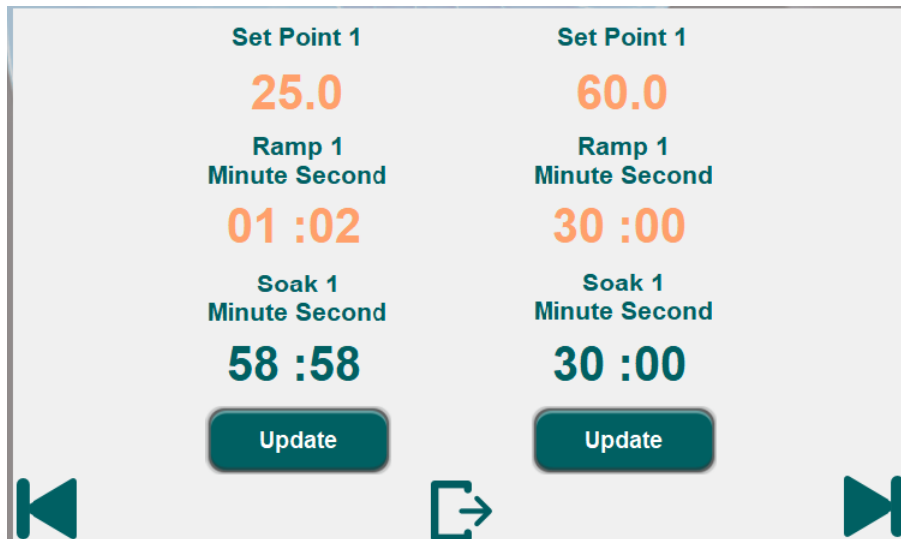 Set Point 1
25.0
Ramp 1
Minute Second
01 :02
Soak 1
Minute Second
58 :58
Update
Set Point 1
60.0
Ramp 1
Minute Second
30 :00
Soak 1
Minute Second
30 :00
Update